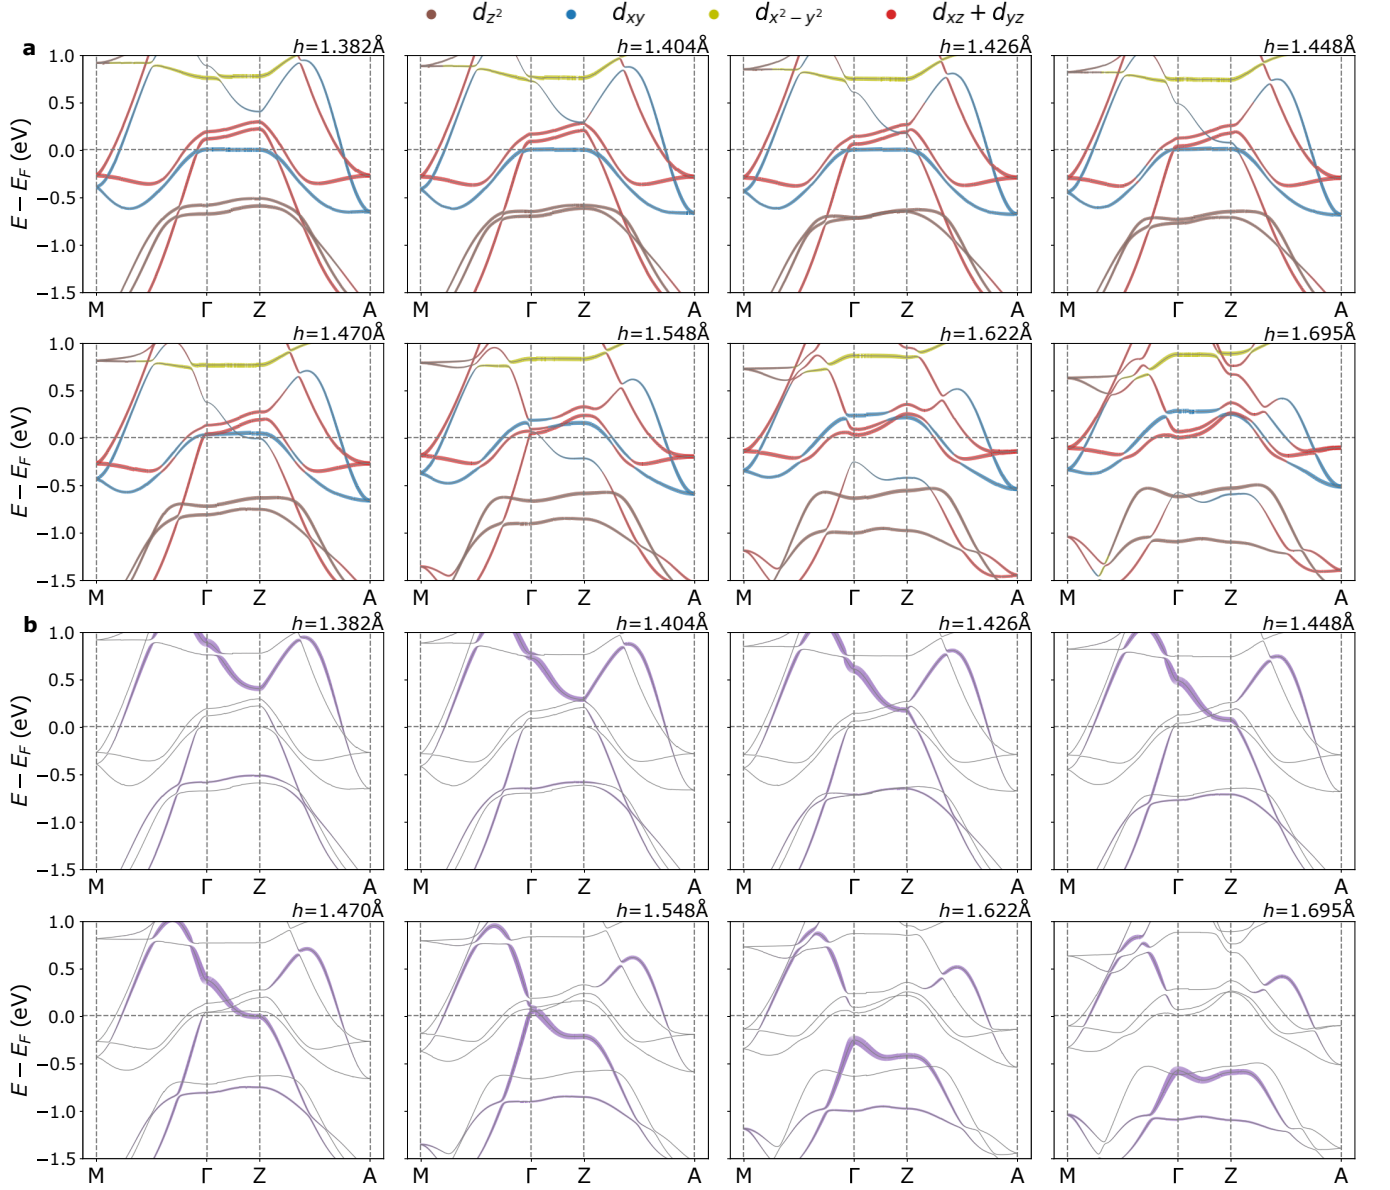 d_{z^2} d_{xy} d_{x^2-y^2} d_{xz} + d_{yz}
a h=1.382Å h=1.404Å h=1.426Å h=1.448Å
E − E_F (eV)
1.0
0.5
0.0
−0.5
−1.0
−1.5
M Γ Z A M Γ Z A M Γ Z A M Γ Z A
h=1.470Å h=1.548Å h=1.622Å h=1.695Å
E − E_F (eV)
1.0
0.5
0.0
−0.5
−1.0
−1.5
M Γ Z A M Γ Z A M Γ Z A M Γ Z A
b h=1.382Å h=1.404Å h=1.426Å h=1.448Å
E − E_F (eV)
1.0
0.5
0.0
−0.5
−1.0
−1.5
M Γ Z A M Γ Z A M Γ Z A M Γ Z A
h=1.470Å h=1.548Å h=1.622Å h=1.695Å
E − E_F (eV)
1.0
0.5
0.0
−0.5
−1.0
−1.5
M Γ Z A M Γ Z A M Γ Z A M Γ Z A